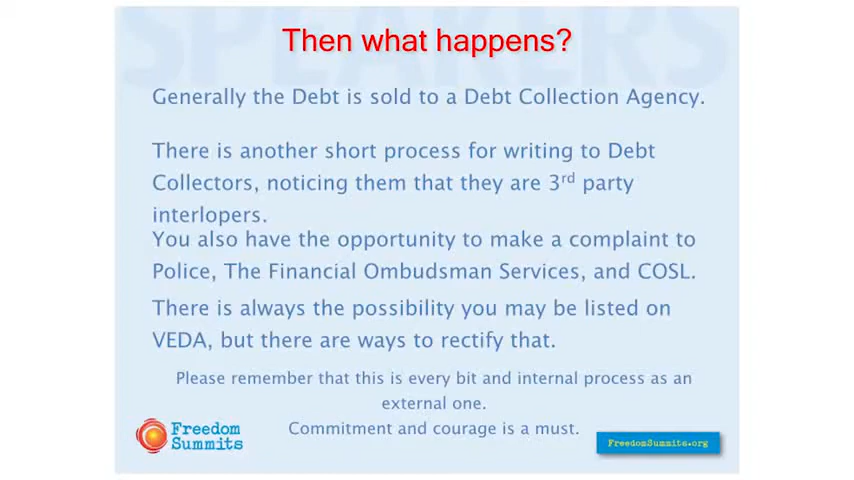 SPEAKERS
Then what happens?
Generally the Debt is sold to a Debt Collection Agency.
There is another short process for writing to Debt
Collectors, noticing them that they are 3rd party
interlopers.
You also have the opportunity to make a complaint to
Police, The Financial Ombudsman Services, and COSL.
There is always the possibility you may be listed on
VEDA, but there are ways to rectify that.
Please remember that this is every bit and internal process as an
external one.
Commitment and courage is a must.
Freedom
Summits
FreedomSummits.org